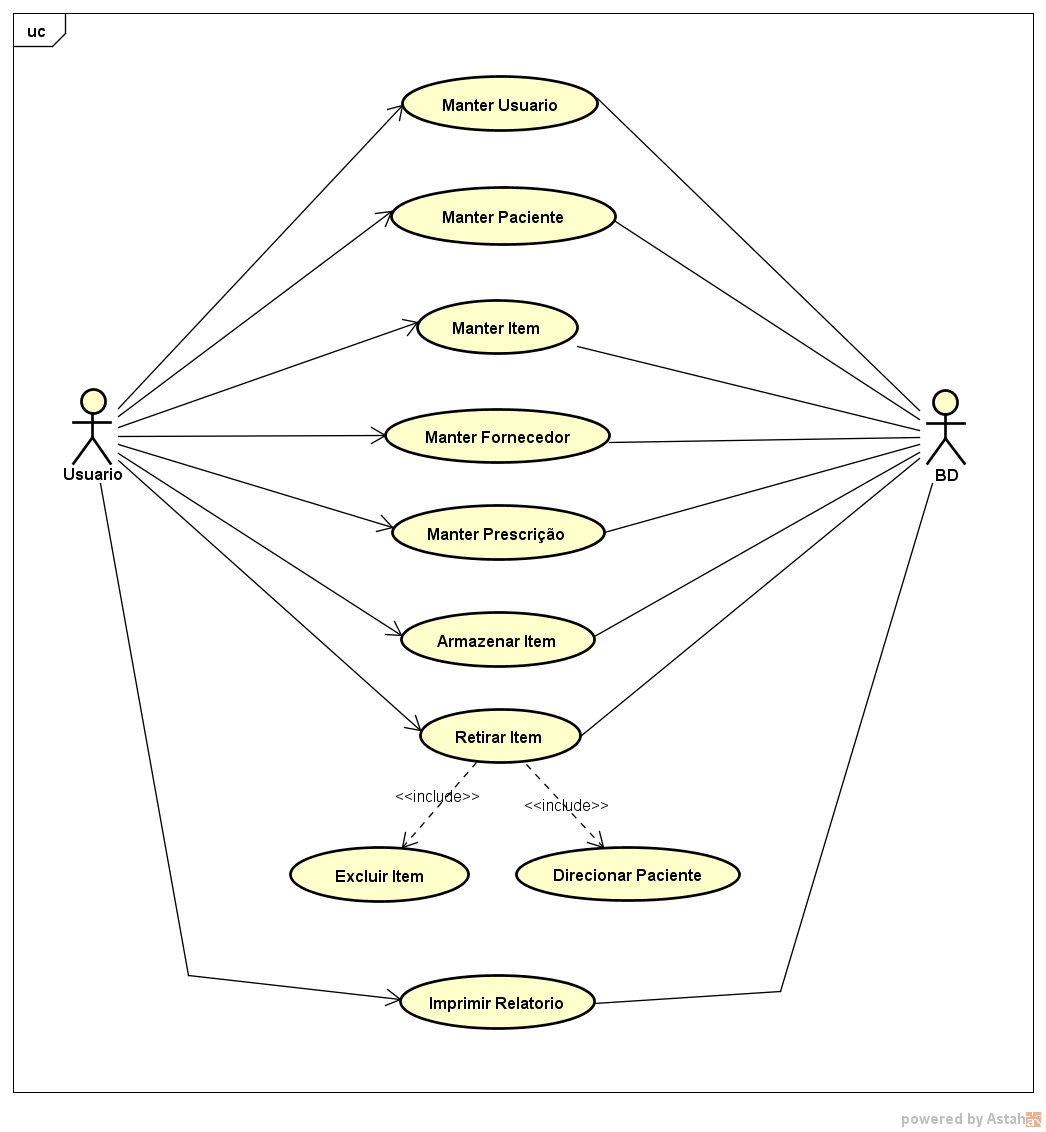 uc
Manter Usuario
Manter Paciente
Manter Item
Manter Fornecedor
Usuario
BD
Manter Prescrição
Armazenar Item
Retirar Item
<<include>>
<<include>>
Excluir Item
Direcionar Paciente
Imprimir Relatorio
powered by Astah